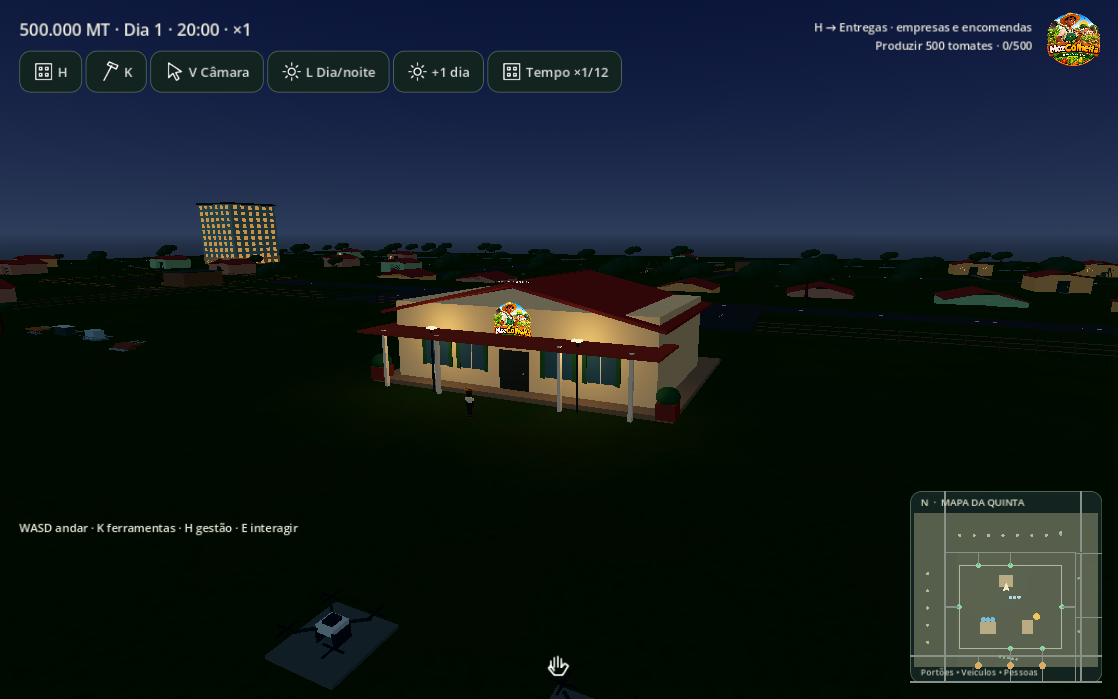 500.000 MT · Dia 1 · 20:00 · ×1
H → Entregas · empresas e encomendas
Produzir 500 tomates · 0/500
MozColheita
H
K
V Câmara
L Dia/noite
+1 dia
Tempo ×1/12
WASD andar · K ferramentas · H gestão · E interagir
N · MAPA DA QUINTA
Portões • Veículos • Pessoas